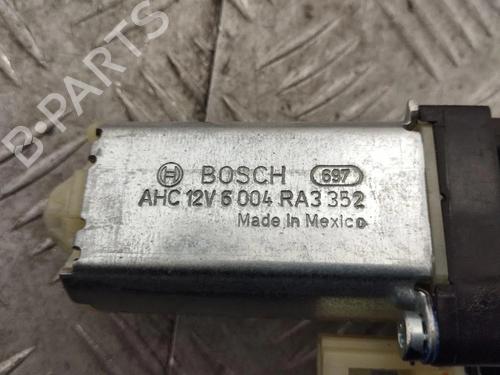 B-PARTS
BOSCH 697
AHC 12V 6 004 RA3 352
Made in Mexico